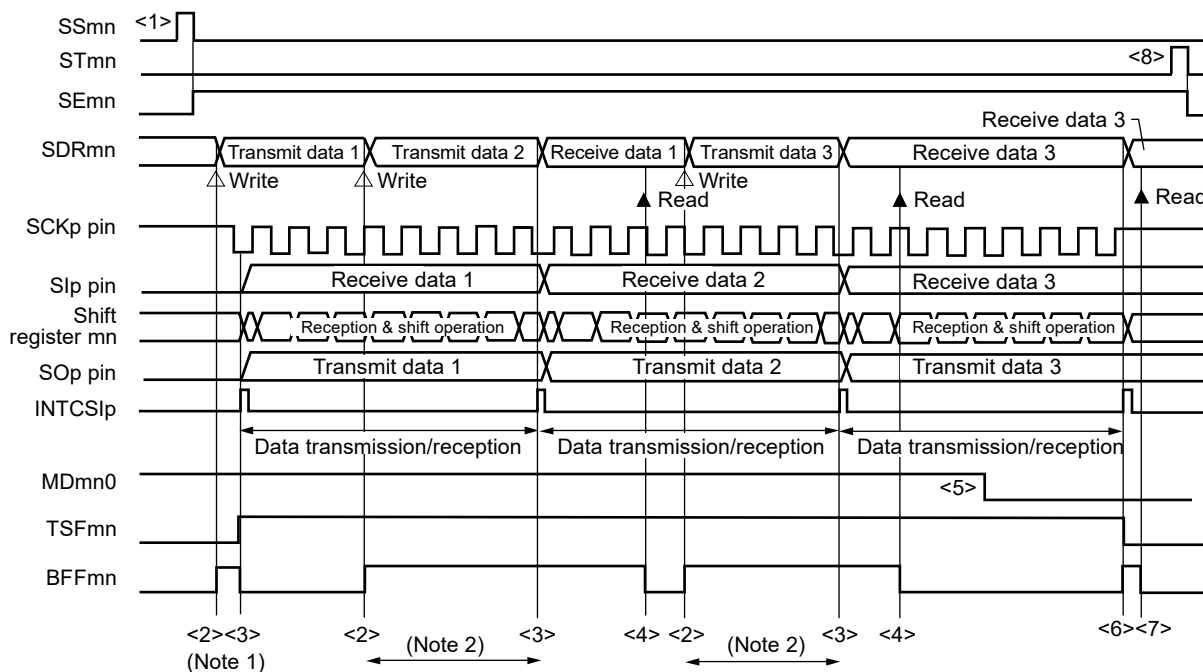 SSmn <1>
STmn <8>
SEmn
Receive data 3
SDRmn Transmit data 1 Transmit data 2 Receive data 1 Transmit data 3 Receive data 3
△ Write △ Write △ Write
▲ Read ▲ Read ▲ Read
SCKp pin
SIp pin Receive data 1 Receive data 2 Receive data 3
Shift
register mn Reception & shift operation Reception & shift operation Reception & shift operation
SOp pin Transmit data 1 Transmit data 2 Transmit data 3
INTCSIp
Data transmission/reception Data transmission/reception Data transmission/reception
MDmn0 <5>
TSFmn
BFFmn
<2> <3> <2> <3> <4> <2> <3> <4> <6> <7>
(Note 1) (Note 2) (Note 2)